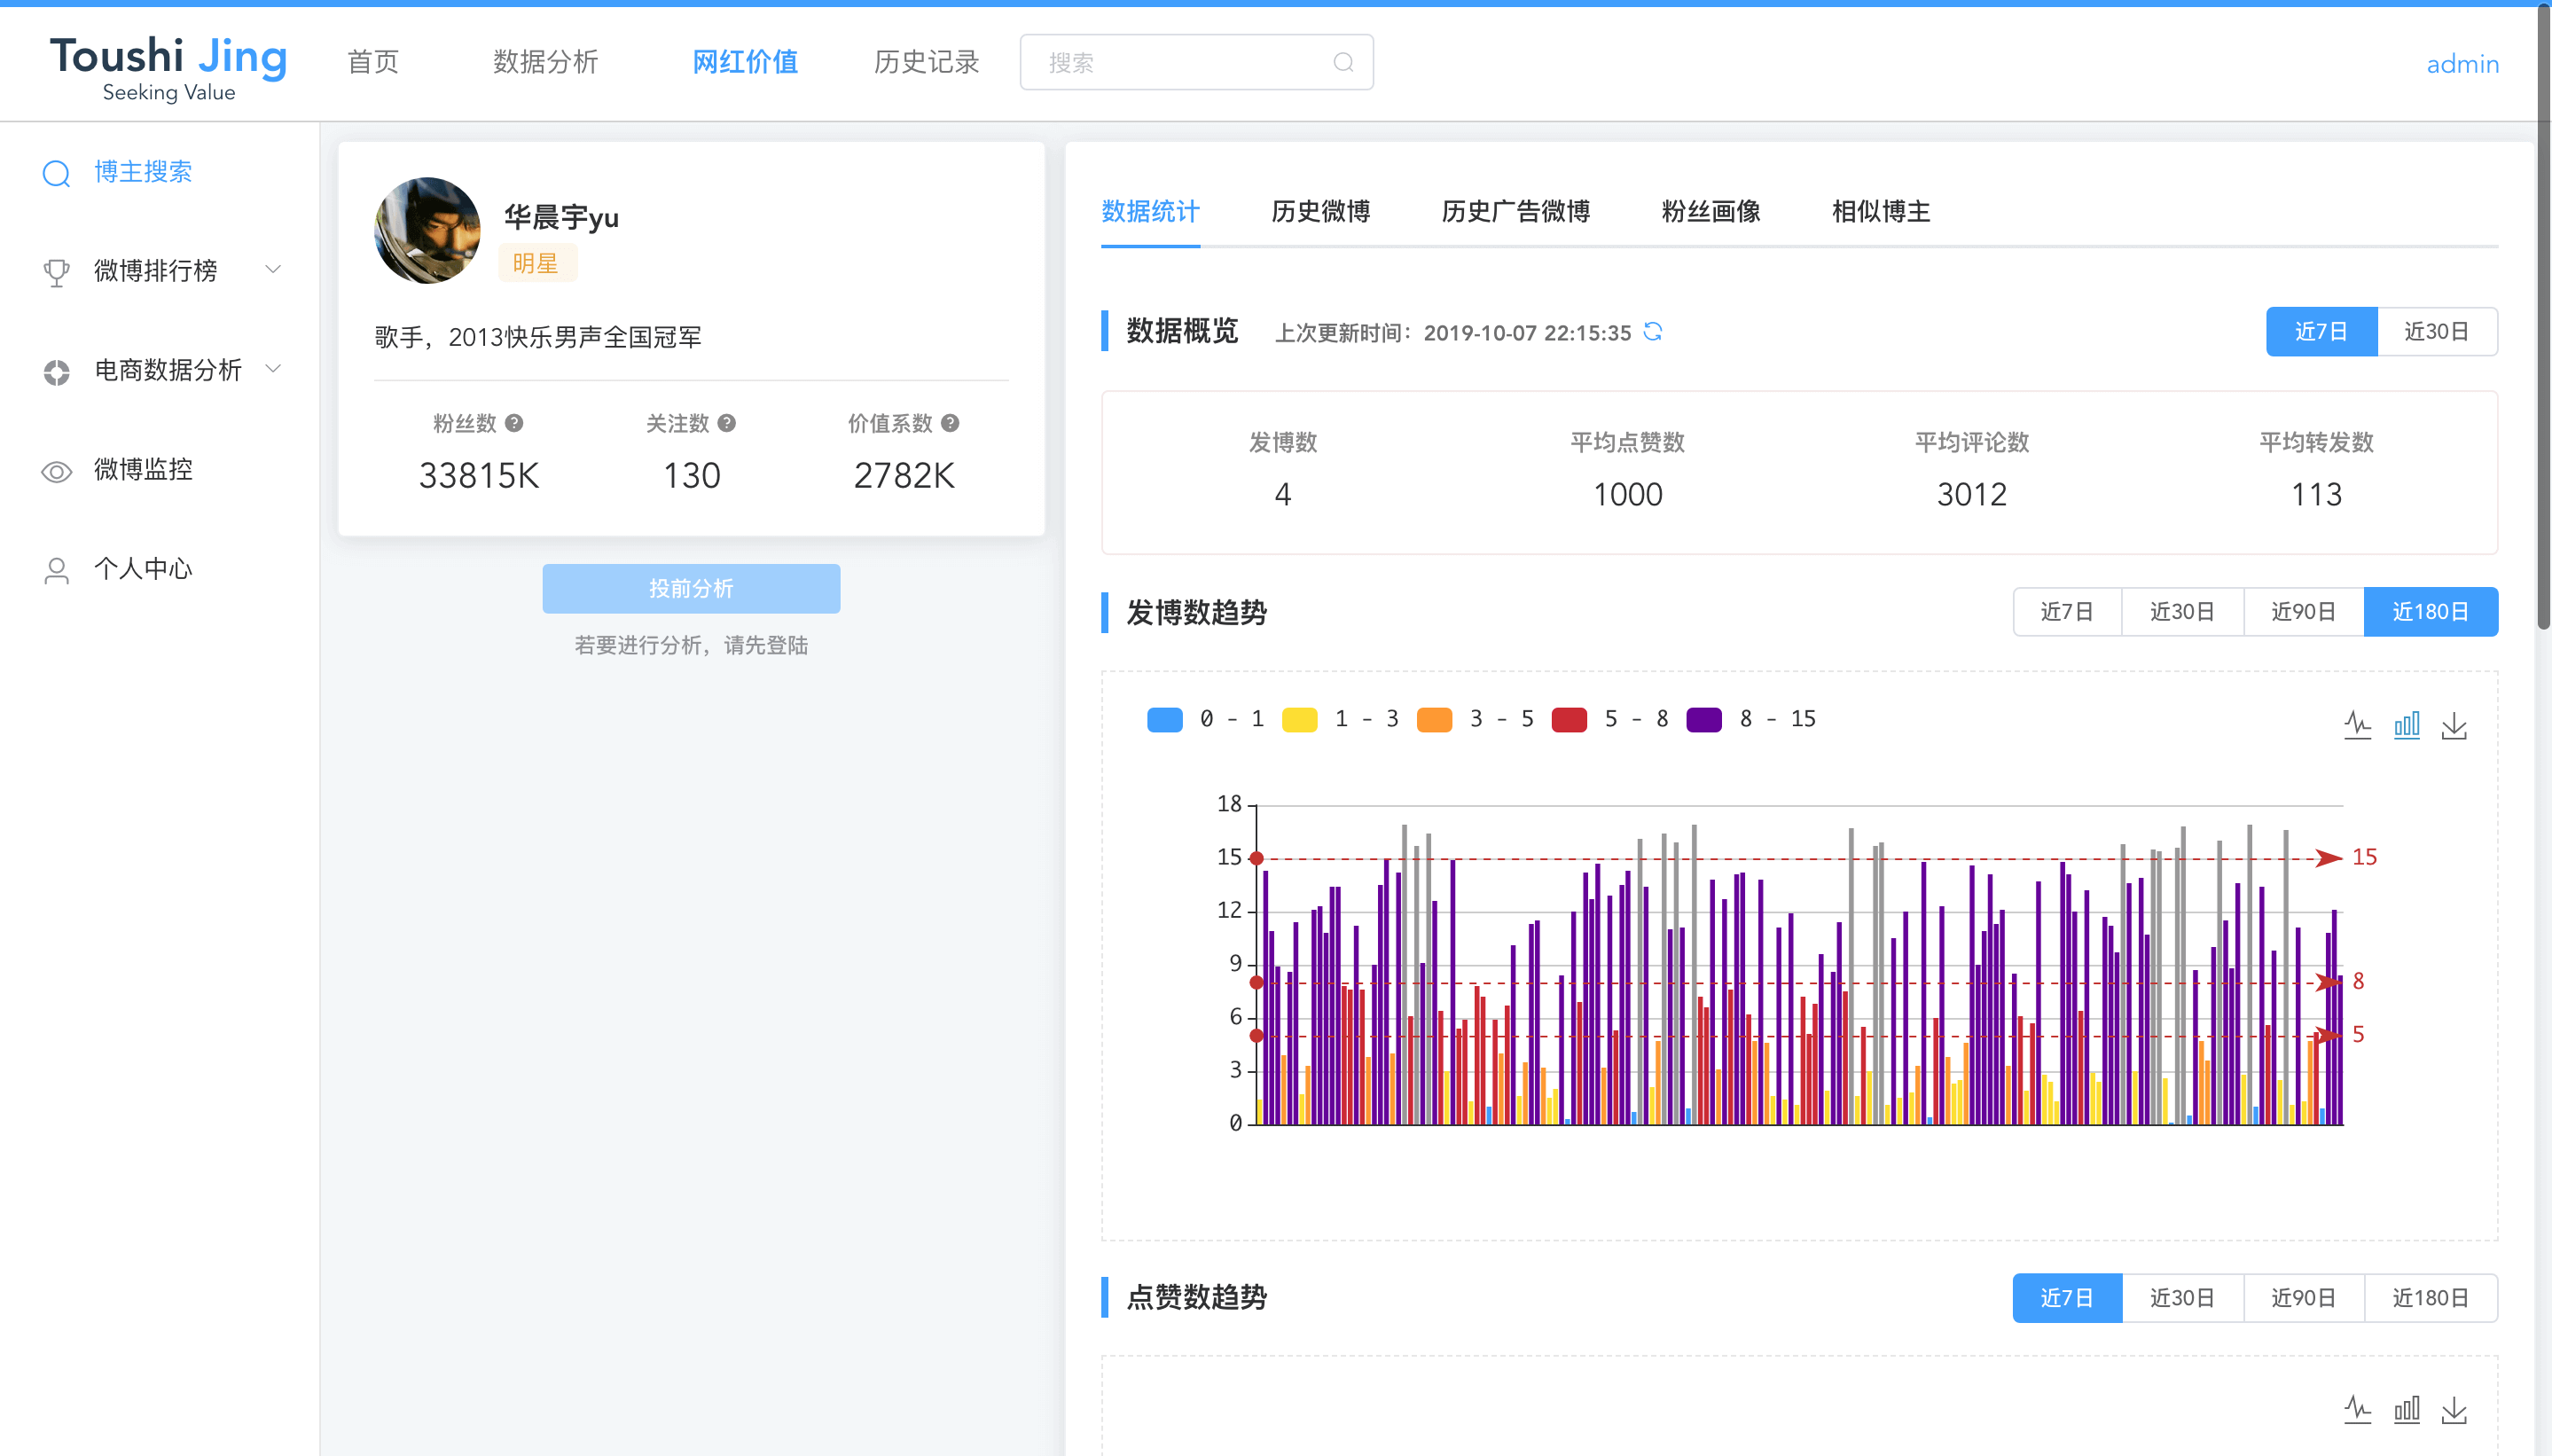 Toushi Jing
Seeking Value
首页 数据分析 网红价值 历史记录 搜索 admin
博主搜索
微博排行榜
电商数据分析
微博监控
个人中心
华晨宇yu
明星
歌手，2013快乐男声全国冠军
粉丝数 ? 关注数 ? 价值系数 ?
33815K 130 2782K
投前分析
若要进行分析，请先登陆
数据统计 历史微博 历史广告微博 粉丝画像 相似博主
数据概览 上次更新时间：2019-10-07 22:15:35 近7日 近30日
发博数 平均点赞数 平均评论数 平均转发数
4 1000 3012 113
发博数趋势 近7日 近30日 近90日 近180日
0 - 1 1 - 3 3 - 5 5 - 8 8 - 15
18
15 15
12
9
8
6
5
3
0
点赞数趋势 近7日 近30日 近90日 近180日